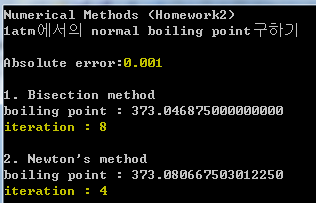 Numerical Methods (Homework2)
1atm에서의 normal boiling point구하기
Absolute error:0.001
1. Bisection method
boiling point : 373.046875000000000
iteration : 8
2. Newton's method
boiling point : 373.080667503012250
iteration : 4